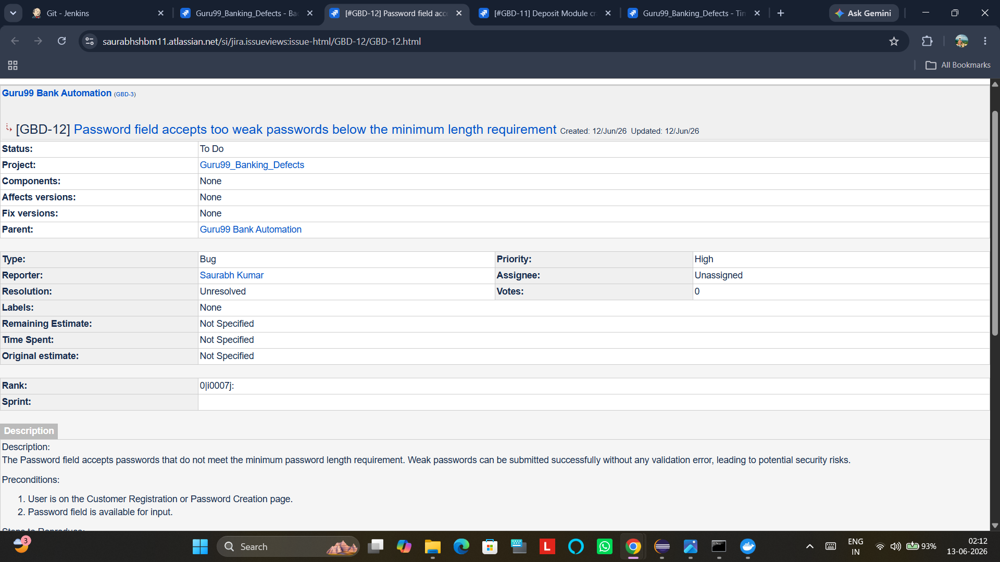 Git - Jenkins
Guru99_Banking_Defects - Ba
[#GBD-12] Password field acc
[#GBD-11] Deposit Module cr
Guru99_Banking_Defects - Tim
Ask Gemini
saurabhshbm11.atlassian.net/si/jira.issueviews:issue-html/GBD-12/GBD-12.html
All Bookmarks
Guru99 Bank Automation (GBD-3)
[GBD-12] Password field accepts too weak passwords below the minimum length requirement Created: 12/Jun/26 Updated: 12/Jun/26
Status: To Do
Project: Guru99_Banking_Defects
Components: None
Affects versions: None
Fix versions: None
Parent: Guru99 Bank Automation
Type: Bug Priority: High
Reporter: Saurabh Kumar Assignee: Unassigned
Resolution: Unresolved Votes: 0
Labels: None
Remaining Estimate: Not Specified
Time Spent: Not Specified
Original estimate: Not Specified
Rank: 0|i0007j:
Sprint:
Description
Description:
The Password field accepts passwords that do not meet the minimum password length requirement. Weak passwords can be submitted successfully without any validation error, leading to potential security risks.
Preconditions:
1. User is on the Customer Registration or Password Creation page.
2. Password field is available for input.
Steps to Reproduce:
3
Search
L
ENG
IN
93%
02:12
13-06-2026